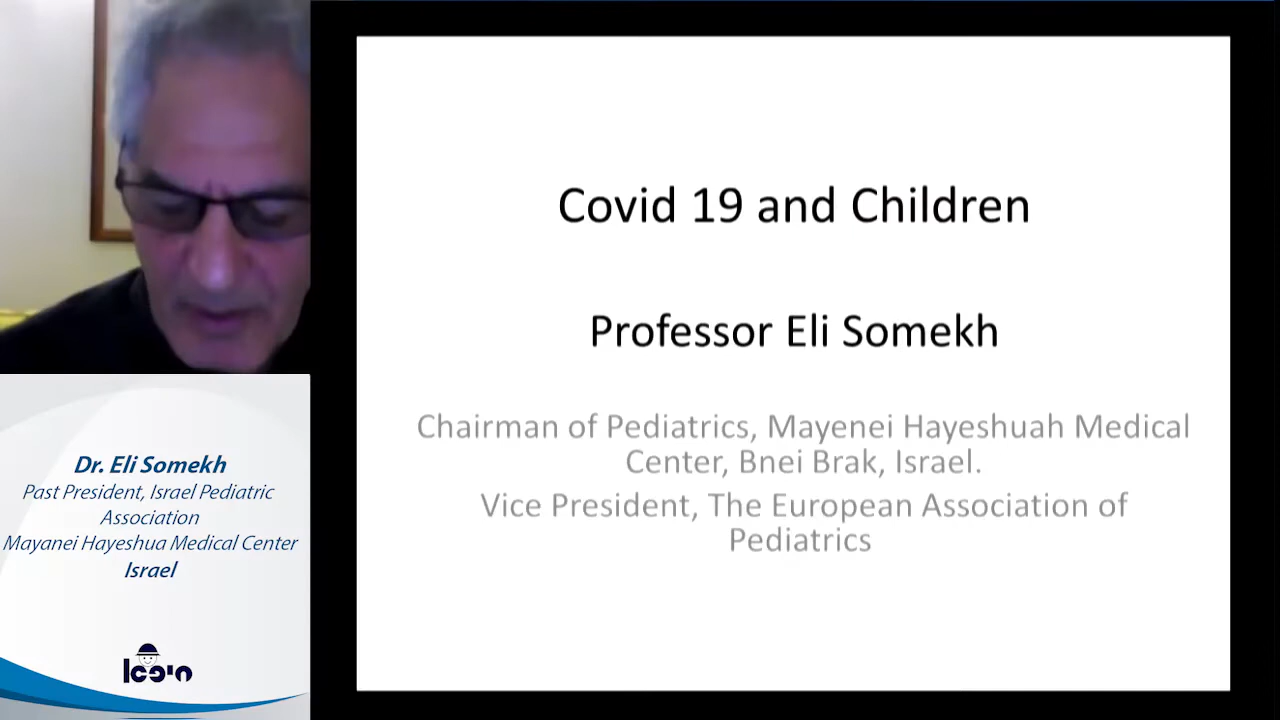 Covid 19 and Children
Professor Eli Somekh
Chairman of Pediatrics, Mayenei Hayeshuah Medical
Center, Bnei Brak, Israel.
Vice President, The European Association of
Pediatrics
Dr. Eli Somekh
Past President, Israel Pediatric
Association
Mayanei Hayeshua Medical Center
Israel